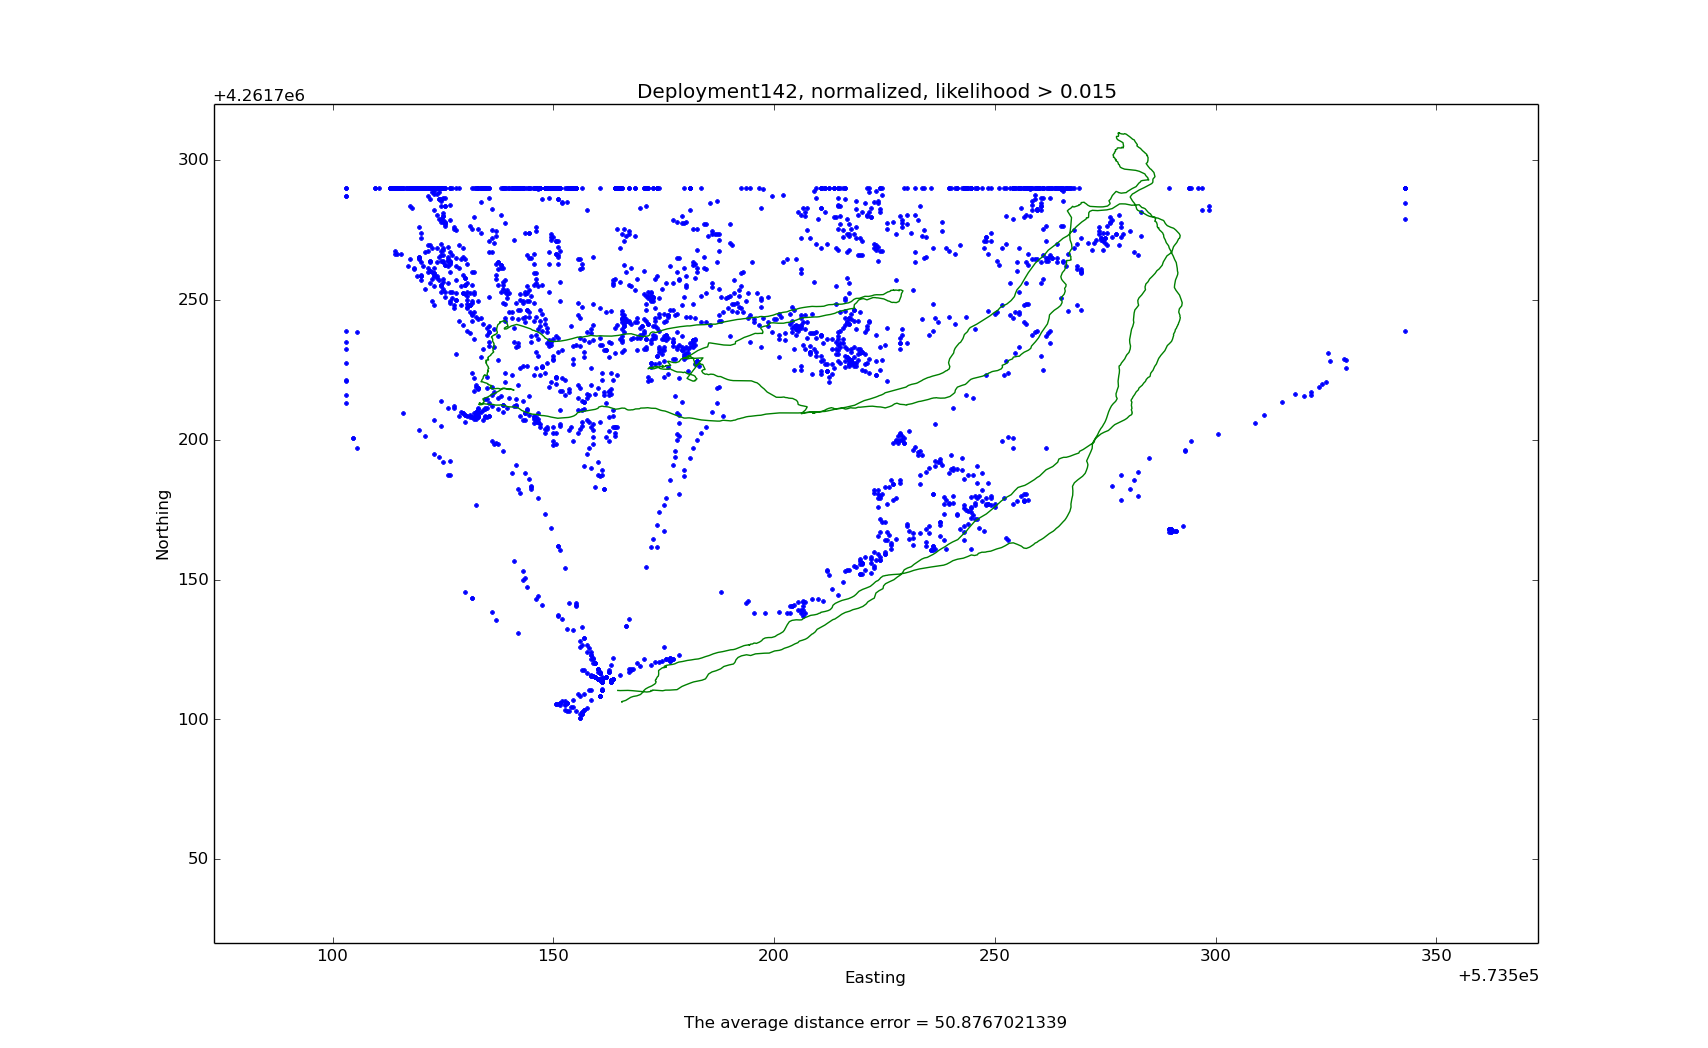 Deployment142, normalized, likelihood > 0.015
+4.2617e6
300
250
200
150
100
50
Northing
100 150 200 250 300 350
Easting
+5.735e5
The average distance error = 50.8767021339